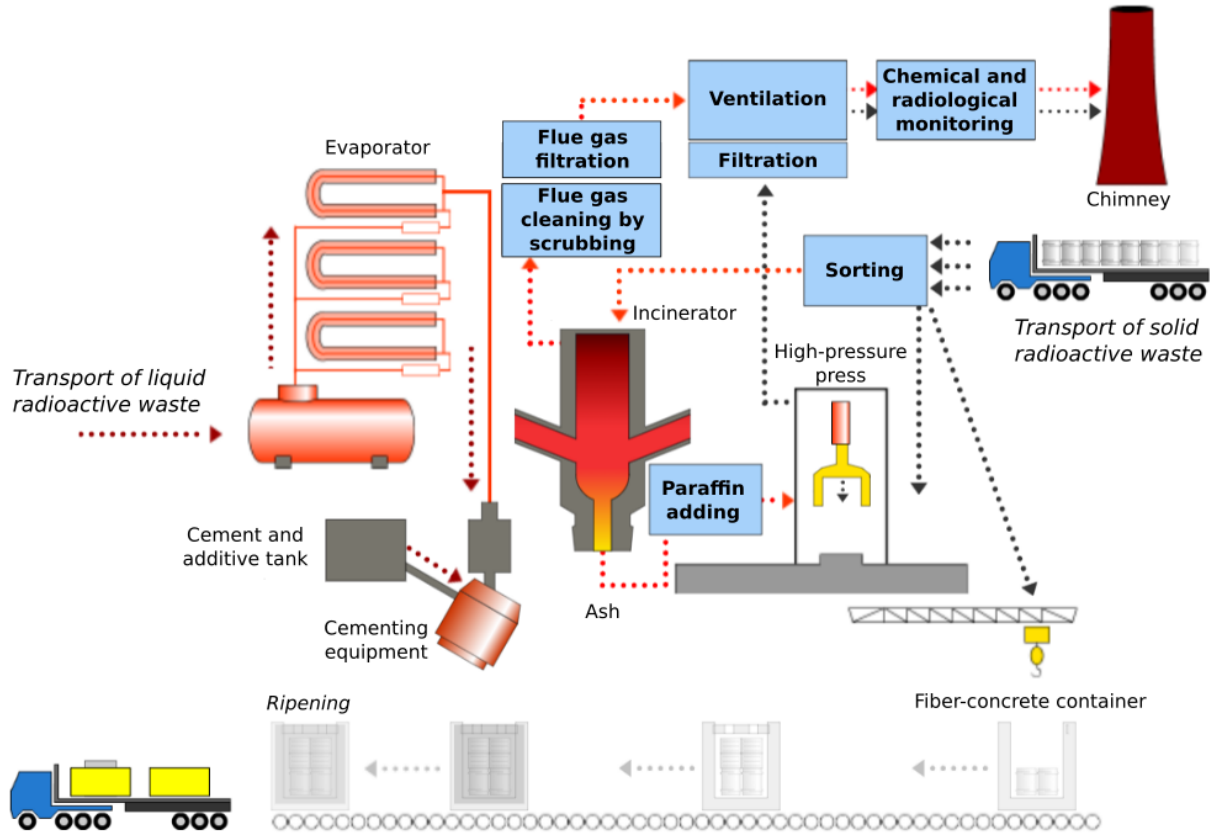 Ventilation
Chemical and
radiological
monitoring
Flue gas
filtration
Filtration
Evaporator
Flue gas
cleaning by
scrubbing
Chimney
Sorting
Incinerator
Transport of solid
radioactive waste
High-pressure
press
Transport of liquid
radioactive waste
Paraffin
adding
Cement and
additive tank
Ash
Cementing
equipment
Ripening
Fiber-concrete container